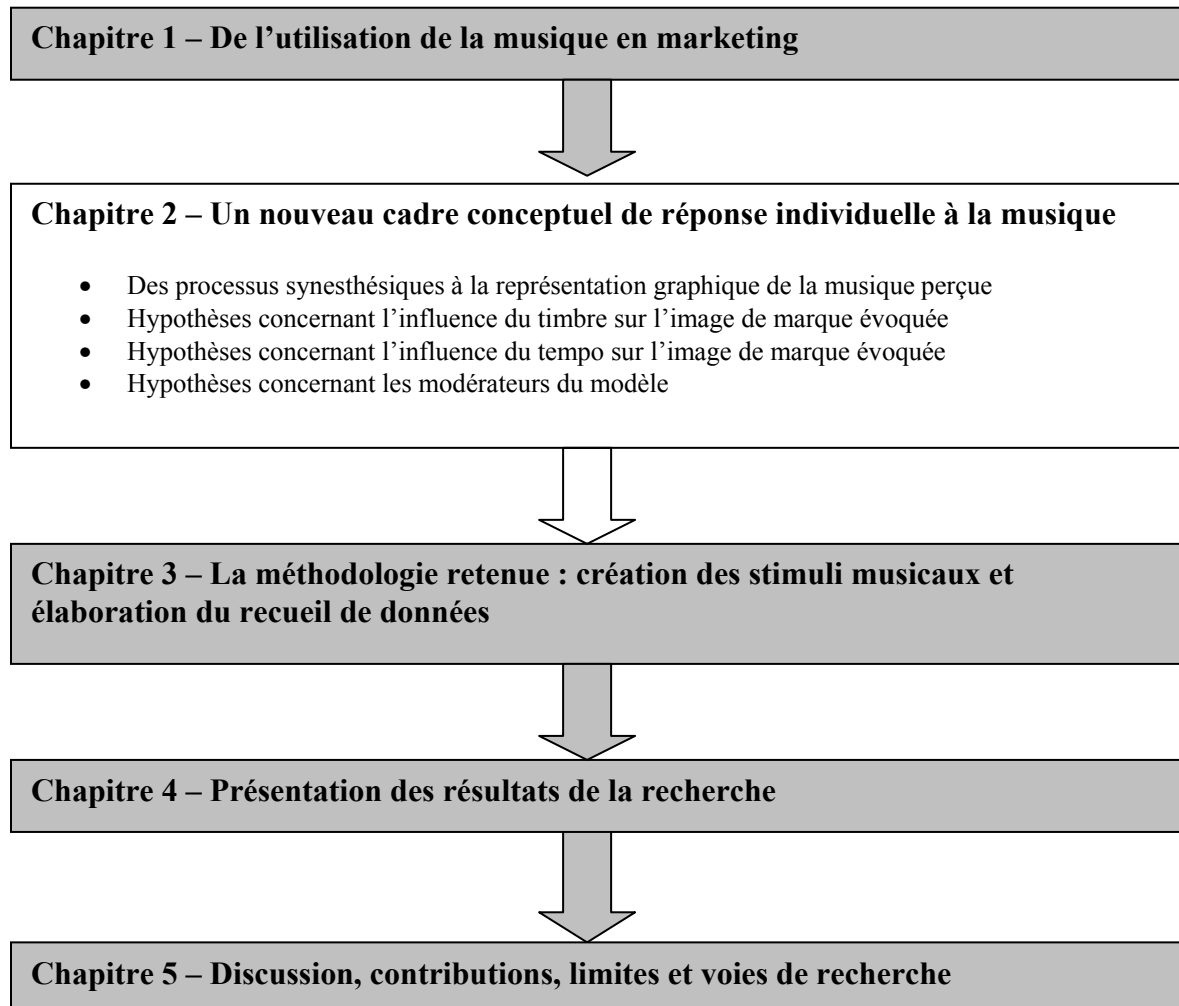 Chapitre 1 – De l’utilisation de la musique en marketing
Chapitre 2 – Un nouveau cadre conceptuel de réponse individuelle à la musique
• Des processus synesthésiques à la représentation graphique de la musique perçue
• Hypothèses concernant l’influence du timbre sur l’image de marque évoquée
• Hypothèses concernant l’influence du tempo sur l’image de marque évoquée
• Hypothèses concernant les modérateurs du modèle
Chapitre 3 – La méthodologie retenue : création des stimuli musicaux et
élaboration du recueil de données
Chapitre 4 – Présentation des résultats de la recherche
Chapitre 5 – Discussion, contributions, limites et voies de recherche